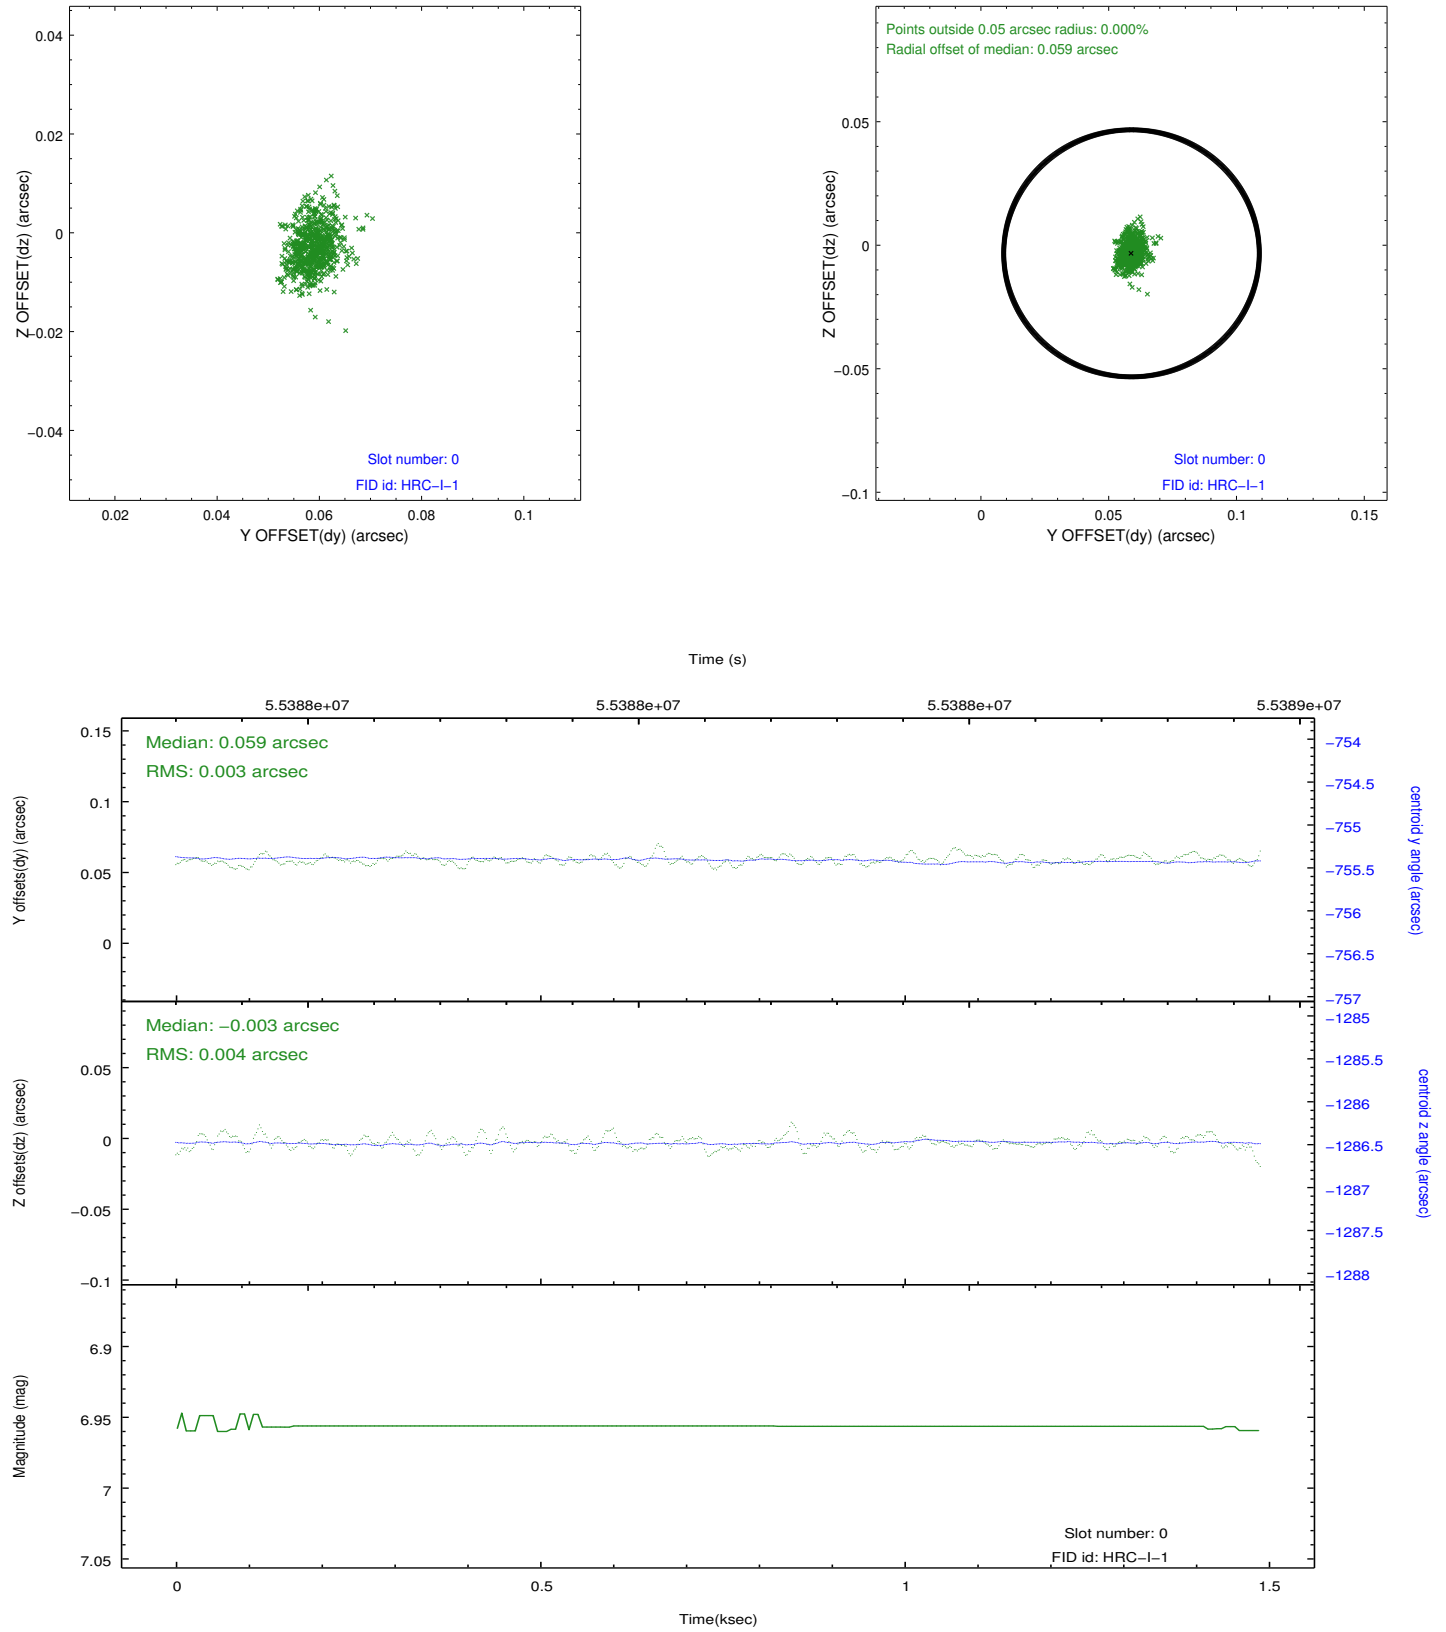 0.04
0.02
0
−0.02
−0.04
Z OFFSET(dz) (arcsec)
Slot number: 0
FID id: HRC−I−1
0.02
0.04
0.06
0.08
0.1
Y OFFSET(dy) (arcsec)
Points outside 0.05 arcsec radius: 0.000%
Radial offset of median: 0.059 arcsec
0.05
0
−0.05
−0.1
Z OFFSET(dz) (arcsec)
Slot number: 0
FID id: HRC−I−1
0
0.05
0.1
0.15
Y OFFSET(dy) (arcsec)
Time (s)
5.5388e+07
5.5388e+07
5.5388e+07
5.5389e+07
0.15
0.1
0.05
0
Y offsets(dy) (arcsec)
Median: 0.059 arcsec
RMS: 0.003 arcsec
−754
−754.5
−755
−755.5
−756
−756.5
−757
centroid y angle (arcsec)
0.05
0
−0.05
−0.1
Z offsets(dz) (arcsec)
Median: −0.003 arcsec
RMS: 0.004 arcsec
−1285
−1285.5
−1286
−1286.5
−1287
−1287.5
−1288
centroid z angle (arcsec)
6.9
6.95
7
7.05
Magnitude (mag)
Slot number: 0
FID id: HRC−I−1
0
0.5
1
1.5
Time(ksec)